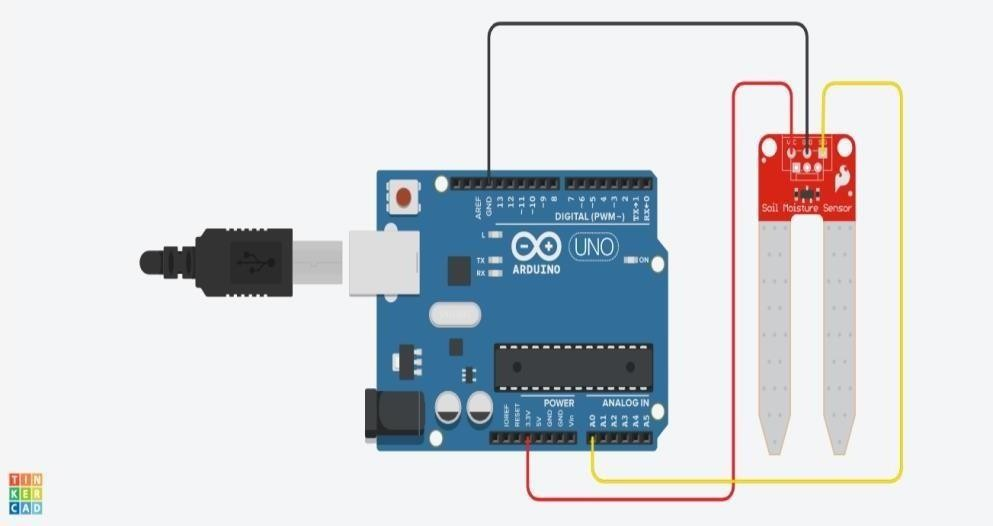 AREF
GND
13
12
~11
~10
~9
8
7
~6
~5
4
~3
2
TX→1
RX←0
DIGITAL (PWM~)
L
TX
RX
UNO
ARDUINO
ON
POWER
ANALOG IN
IOREF
RESET
3.3V
5V
GND
GND
Vin
A0
A1
A2
A3
A4
A5
Soil Moisture Sensor
TIN
KER
CAD